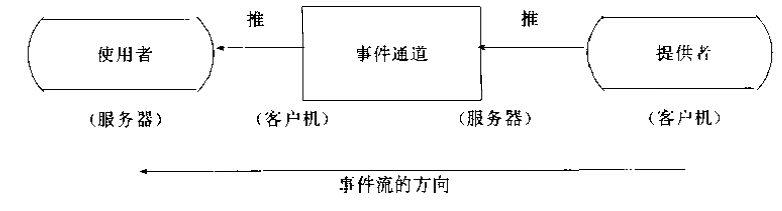 推 推
使用者 事件通道 提供者
(服务器) (客户机) (服务器) (客户机)
事件流的方向